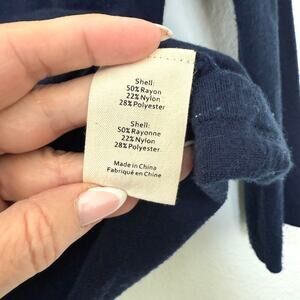 Shell:
50% Rayon
22% Nylon
28% Polyester
Shell:
50% Rayonne
22% Nylon
28% Polyester
Made in China
Fabriqué en Chine